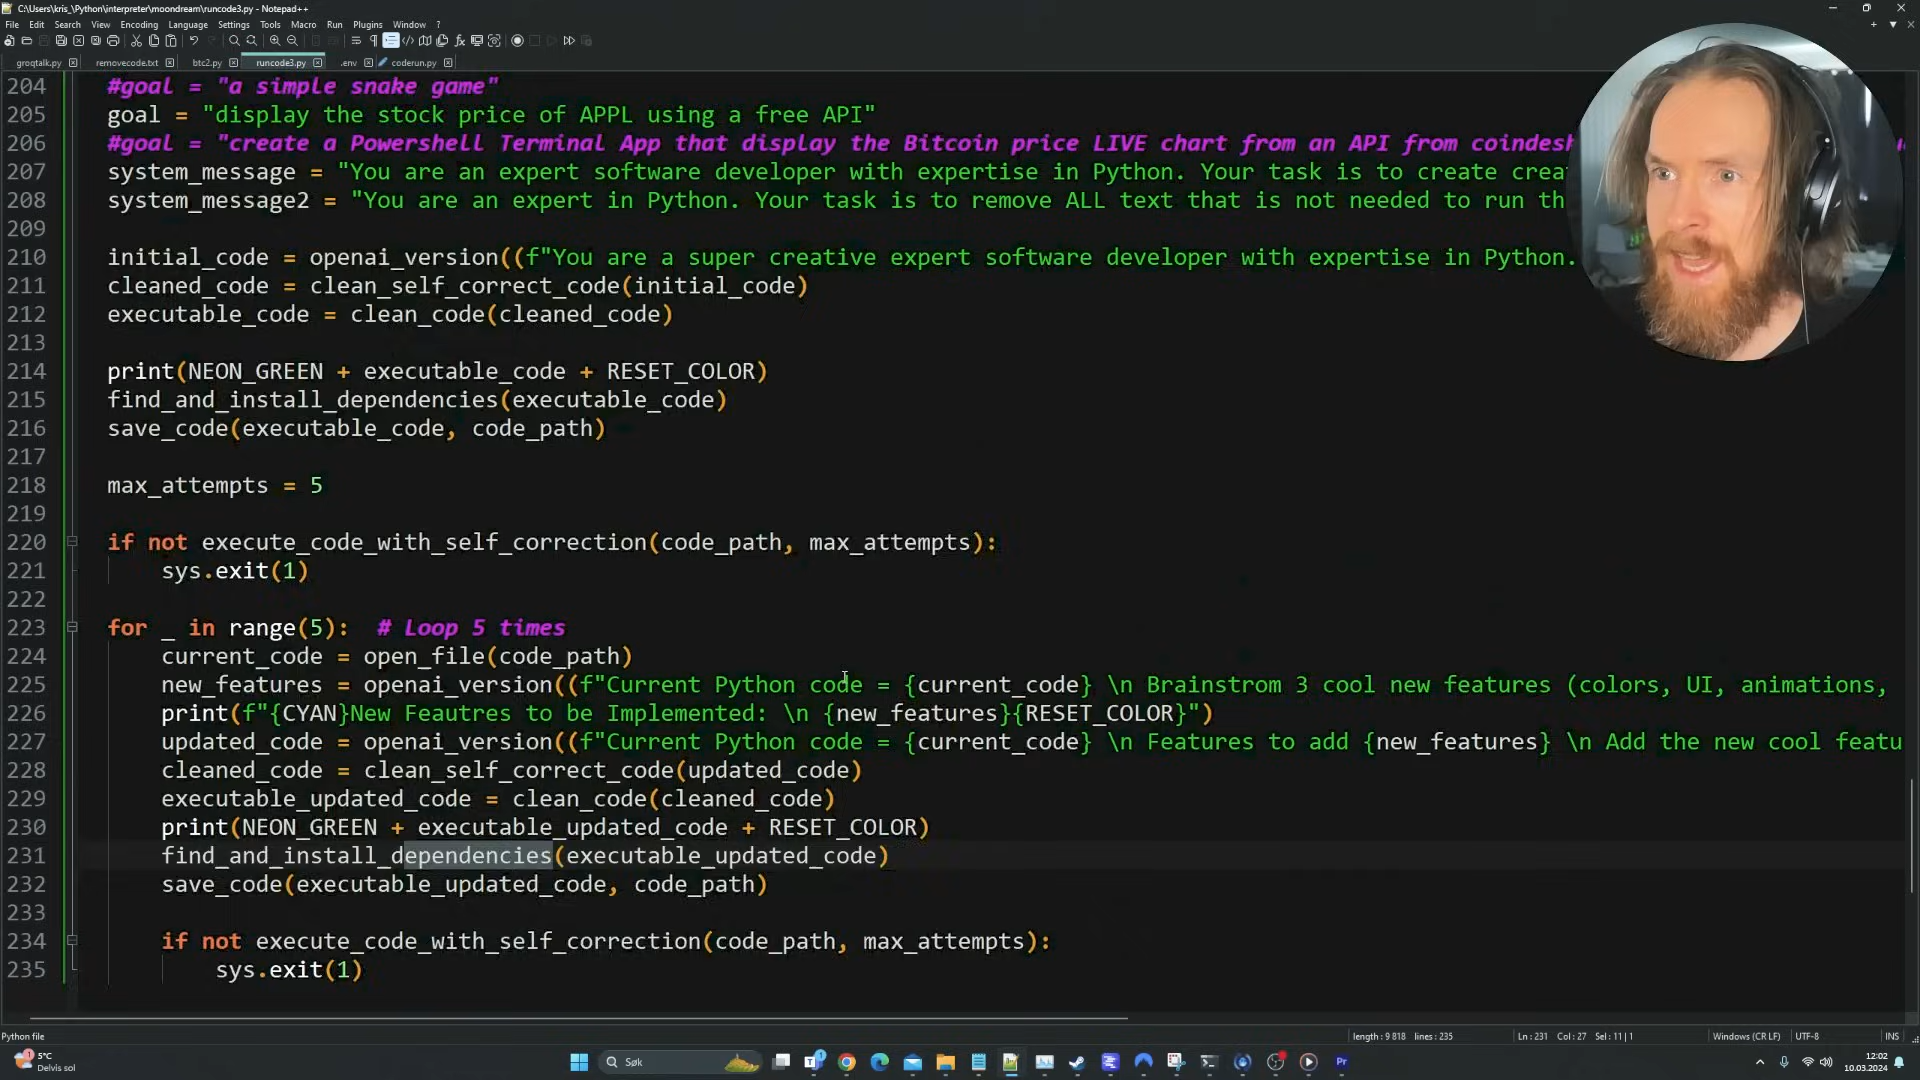 C:\Users\kris_\Python\interpreter\moondream\runcode3.py - Notepad++
File Edit Search View Encoding Language Settings Tools Macro Run Plugins Window ?
groqtalk.py removecode.txt btc2.py runcode3.py .env coderun.py
204 #goal = "a simple snake game"
205 goal = "display the stock price of APPL using a free API"
206 #goal = "create a Powershell Terminal App that display the Bitcoin price LIVE chart from an API from coindesk
207 system_message = "You are an expert software developer with expertise in Python. Your task is to create crea
208 system_message2 = "You are an expert in Python. Your task is to remove ALL text that is not needed to run th
209
210 initial_code = openai_version((f"You are a super creative expert software developer with expertise in Python.
211 cleaned_code = clean_self_correct_code(initial_code)
212 executable_code = clean_code(cleaned_code)
213
214 print(NEON_GREEN + executable_code + RESET_COLOR)
215 find_and_install_dependencies(executable_code)
216 save_code(executable_code, code_path)
217
218 max_attempts = 5
219
220 if not execute_code_with_self_correction(code_path, max_attempts):
221 sys.exit(1)
222
223 for _ in range(5): # Loop 5 times
224 current_code = open_file(code_path)
225 new_features = openai_version((f"Current Python code = {current_code} \n Brainstrom 3 cool new features (colors, UI, animations,
226 print(f"{CYAN}New Feautres to be Implemented: \n {new_features}{RESET_COLOR}")
227 updated_code = openai_version((f"Current Python code = {current_code} \n Features to add {new_features} \n Add the new cool featu
228 cleaned_code = clean_self_correct_code(updated_code)
229 executable_updated_code = clean_code(cleaned_code)
230 print(NEON_GREEN + executable_updated_code + RESET_COLOR)
231 find_and_install_dependencies(executable_updated_code)
232 save_code(executable_updated_code, code_path)
233
234 if not execute_code_with_self_correction(code_path, max_attempts):
235 sys.exit(1)
Python file length : 9 818 lines : 235 Ln : 231 Col : 27 Sel : 11 | 1 Windows (CR LF) UTF-8 INS
5°C
Delvis sol
Søk
12:02
10.03.2024